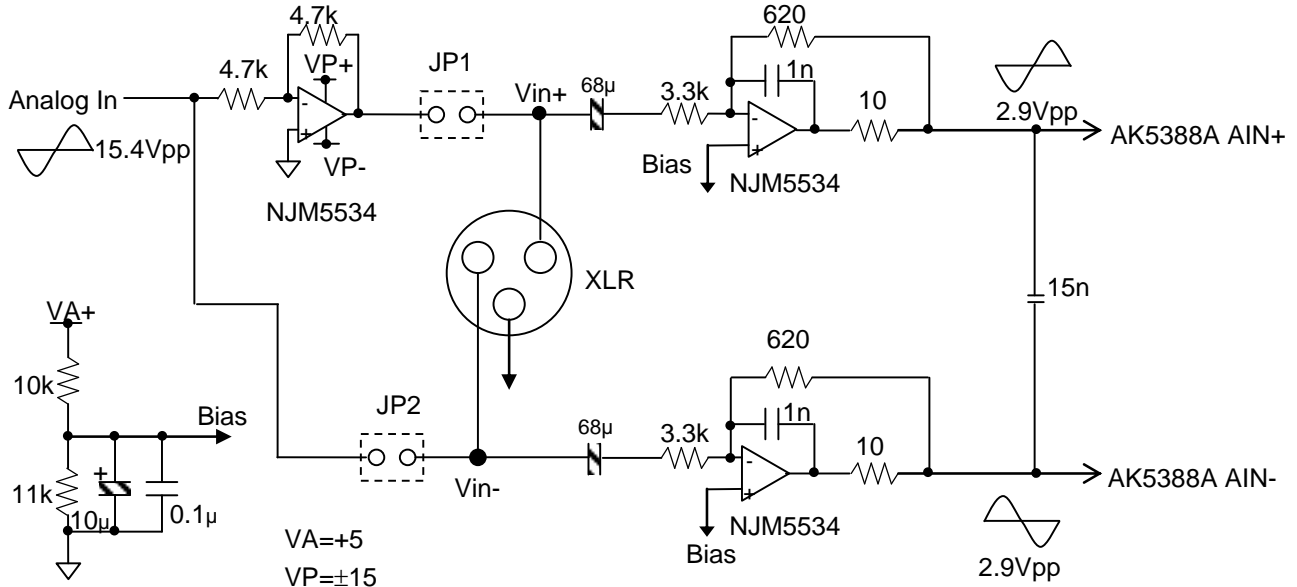 4.7k
620
4.7k
VP+
JP1
1n
Vin+
68µ
3.3k
10
2.9Vpp
Analog In
-
-
+
+
15.4Vpp
VP-
Bias
AK5388A AIN+
NJM5534
NJM5534
XLR
15n
VA+
620
10k
JP2
1n
Bias
68µ
3.3k
10
-
+
+
11k
Vin-
AK5388A AIN-
10µ
0.1µ
NJM5534
VA=+5
Bias
VP=±15
2.9Vpp